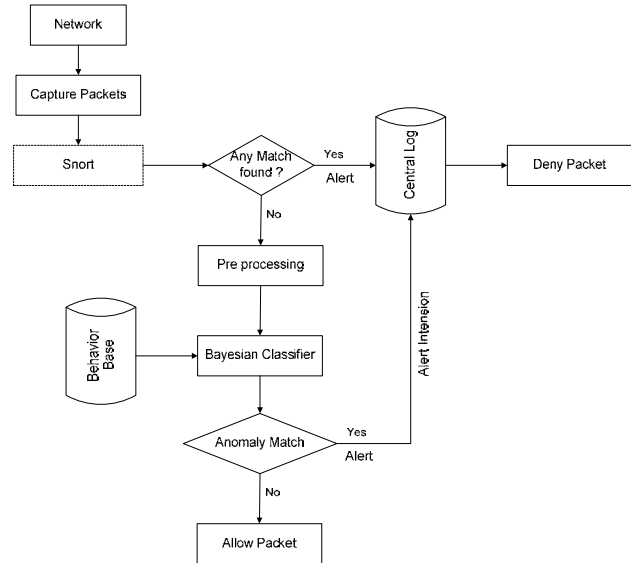 Network
Capture Packets
Snort
Any Match
found ?
Yes
Alert
Central Log
Deny Packet
No
Pre processing
Behavior
Base
Bayesian Classifier
Alert Intension
Anomaly Match
Yes
Alert
No
Allow Packet